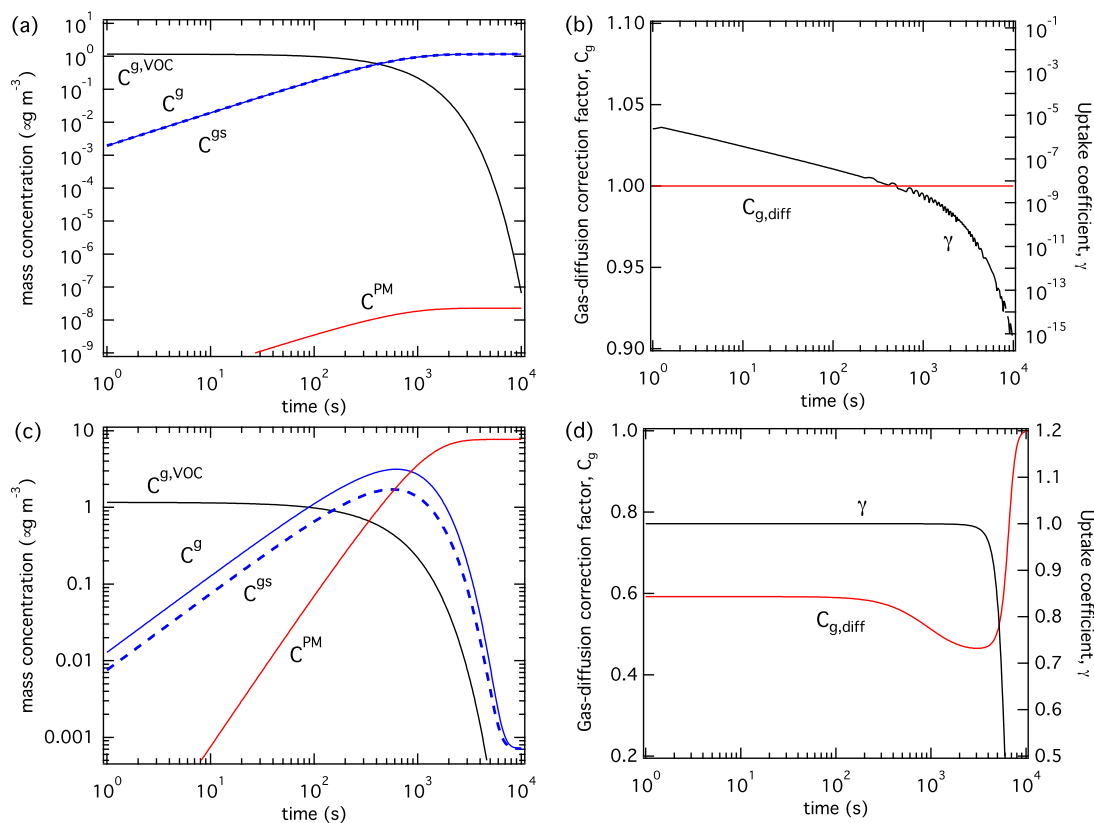 (a)
10^1
10^0
10^-1
10^-2
10^-3
10^-4
10^-5
10^-6
10^-7
10^-8
10^-9
mass concentration (∝g m^-3)
C^g,VOC
C^g
C^gs
C^PM
10^0
10^1
10^2
10^3
10^4
time (s)
(b)
1.10
1.05
1.00
0.95
0.90
Gas-diffusion correction factor, C_g
C_g,diff
γ
10^-1
10^-3
10^-5
10^-7
10^-9
10^-11
10^-13
10^-15
Uptake coefficient, γ
10^0
10^1
10^2
10^3
10^4
time (s)
(c)
10
1
0.1
0.01
0.001
mass concentration (∝g m^-3)
C^g,VOC
C^g
C^gs
C^PM
10^0
10^1
10^2
10^3
10^4
time (s)
(d)
1.0
0.8
0.6
0.4
0.2
Gas-diffusion correction factor, C_g
γ
C_g,diff
1.2
1.1
1.0
0.9
0.8
0.7
0.6
0.5
Uptake coefficient, γ
10^0
10^1
10^2
10^3
10^4
time (s)